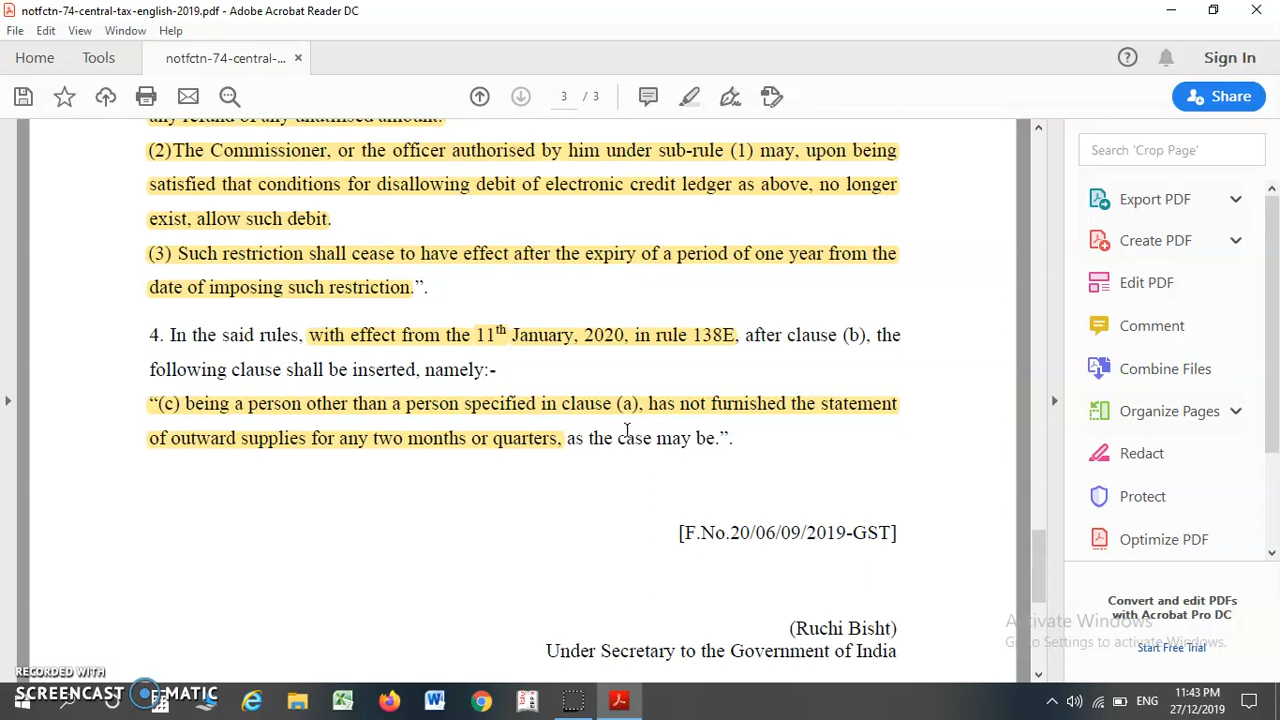 notfctn-74-central-tax-english-2019.pdf - Adobe Acrobat Reader DC
File Edit View Window Help
Home Tools notfctn-74-central-... × Sign In
3 / 3 Share
any refund of any unutilised amount.
(2)The Commissioner, or the officer authorised by him under sub-rule (1) may, upon being
satisfied that conditions for disallowing debit of electronic credit ledger as above, no longer
exist, allow such debit.
(3) Such restriction shall cease to have effect after the expiry of a period of one year from the
date of imposing such restriction.”.
4. In the said rules, with effect from the 11th January, 2020, in rule 138E, after clause (b), the
following clause shall be inserted, namely:-
“(c) being a person other than a person specified in clause (a), has not furnished the statement
of outward supplies for any two months or quarters, as the case may be.”.
[F.No.20/06/09/2019-GST]
(Ruchi Bisht)
Under Secretary to the Government of India
Search 'Crop Page'
Export PDF
Create PDF
Edit PDF
Comment
Combine Files
Organize Pages
Redact
Protect
Optimize PDF
Convert and edit PDFs
with Acrobat Pro DC
Start Free Trial
Activate Windows
Go to Settings to activate Windows.
RECORDED WITH
SCREENCAST MATIC
ENG
11:43 PM
27/12/2019